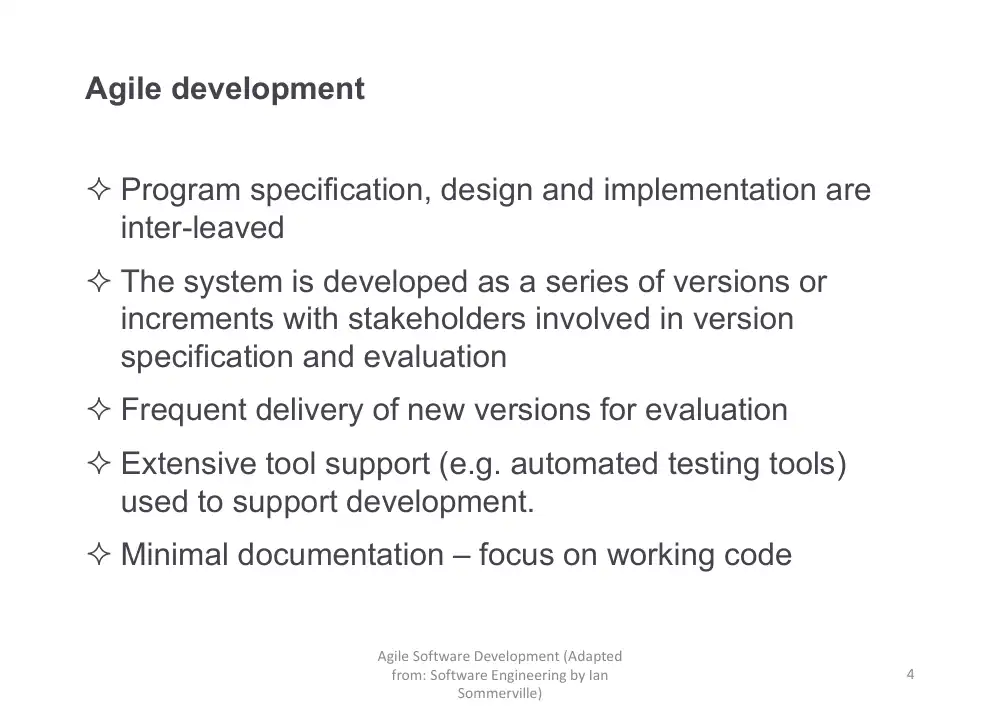 Agile development
✧ Program specification, design and implementation are
inter-leaved
✧ The system is developed as a series of versions or
increments with stakeholders involved in version
specification and evaluation
✧ Frequent delivery of new versions for evaluation
✧ Extensive tool support (e.g. automated testing tools)
used to support development.
✧ Minimal documentation – focus on working code
Agile Software Development (Adapted
from: Software Engineering by Ian
Sommerville)
4